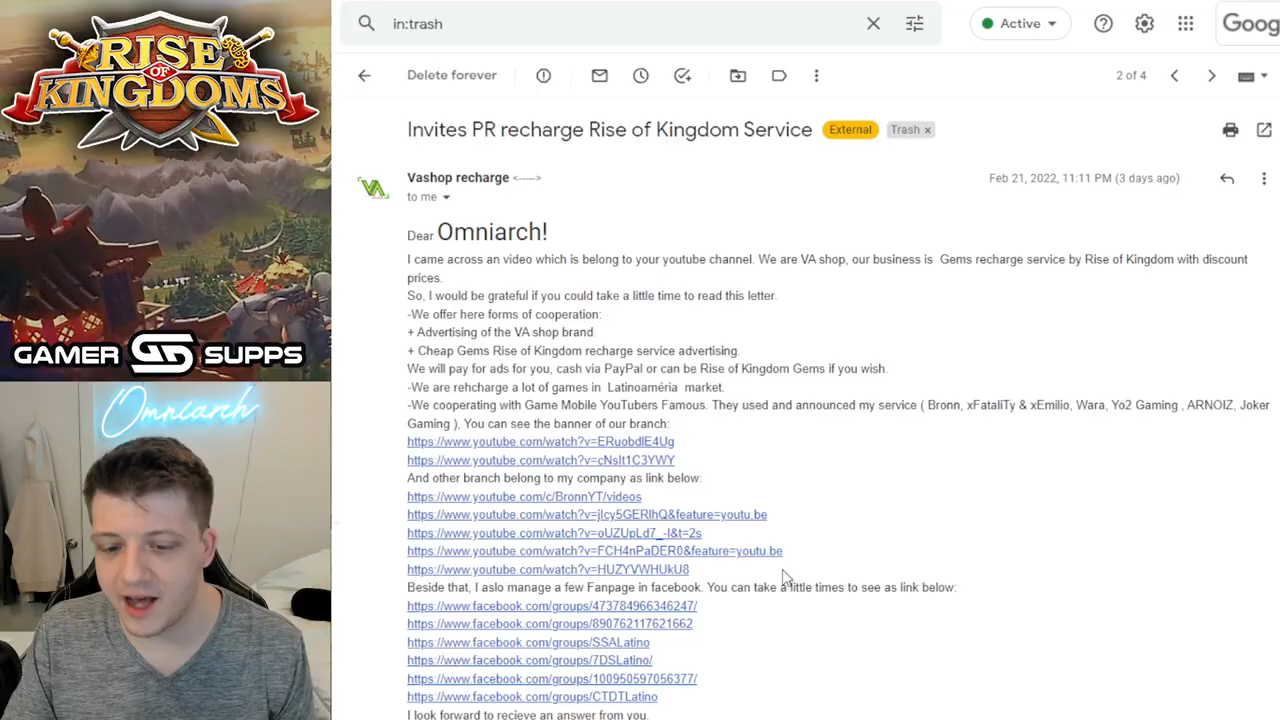 RISE
OF
KINGDOMS
GAMER GS SUPPS
Omniarch
in:trash
Active
Goog
Delete forever
2 of 4
Invites PR recharge Rise of Kingdom Service External Trash ×
Vashop recharge <----->
Feb 21, 2022, 11:11 PM (3 days ago)
to me
Dear Omniarch!
I came across an video which is belong to your youtube channel. We are VA shop, our business is Gems recharge service by Rise of Kingdom with discount
prices.
So, I would be grateful if you could take a little time to read this letter.
-We offer here forms of cooperation:
+ Advertising of the VA shop brand.
+ Cheap Gems Rise of Kingdom recharge service advertising.
We will pay for ads for you, cash via PayPal or can be Rise of Kingdom Gems if you wish.
-We are rehcharge a lot of games in Latinoaméria market.
-We cooperating with Game Mobile YouTubers Famous. They used and announced my service ( Bronn, xFataliTy & xEmilio, Wara, Yo2 Gaming , ARNOIZ, Joker
Gaming ), You can see the banner of our branch:
https://www.youtube.com/watch?v=ERuobdlE4Ug
https://www.youtube.com/watch?v=cNsIt1C3YWY
And other branch belong to my company as link below:
https://www.youtube.com/c/BronnYT/videos
https://www.youtube.com/watch?v=jlcy5GERlhQ&feature=youtu.be
https://www.youtube.com/watch?v=oUZUpLd7_-I&t=2s
https://www.youtube.com/watch?v=FCH4nPaDER0&feature=youtu.be
https://www.youtube.com/watch?v=HUZYVWHUkU8
Beside that, I aslo manage a few Fanpage in facebook. You can take a little times to see as link below:
https://www.facebook.com/groups/473784966346247/
https://www.facebook.com/groups/890762117621662
https://www.facebook.com/groups/SSALatino
https://www.facebook.com/groups/7DSLatino/
https://www.facebook.com/groups/100950597056377/
https://www.facebook.com/groups/CTDTLatino
I look forward to recieve an answer from you.
VA